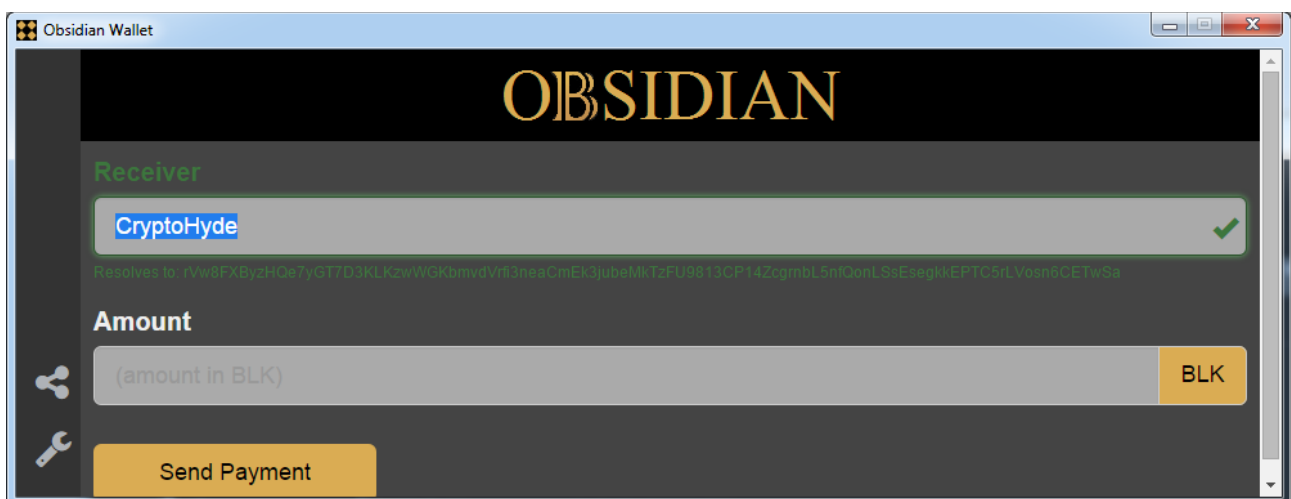 Obsidian Wallet
OBSIDIAN
Receiver
CryptoHyde
Resolves to: rVw8FXByzHQe7yGT7D3KLKzwWGKbmvdVrfi3neaCmEk3jubeMkTzFU9813CP14ZcgrnbL5nfQonLSsEsegkkEPTC5rLVosn6CETwSa
Amount
(amount in BLK)
BLK
Send Payment